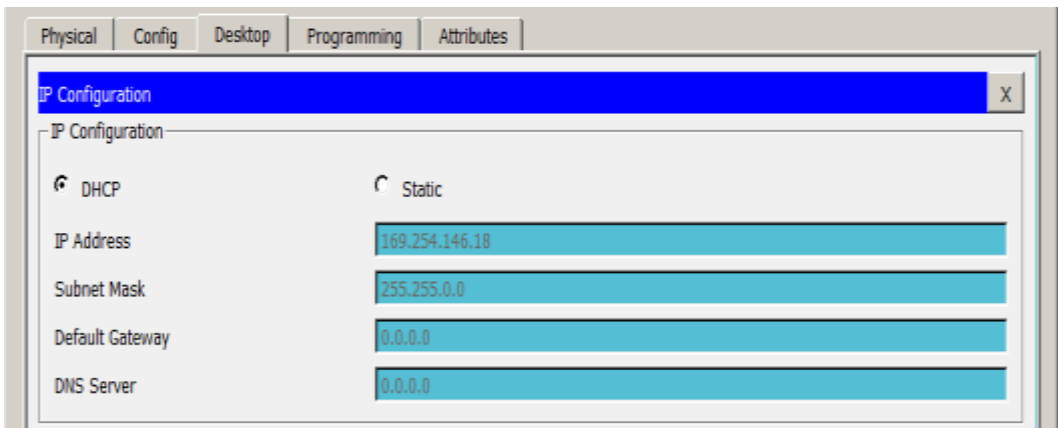 Physical Config Desktop Programming Attributes
IP Configuration X
IP Configuration
DHCP Static
IP Address 169.254.146.18
Subnet Mask 255.255.0.0
Default Gateway 0.0.0.0
DNS Server 0.0.0.0